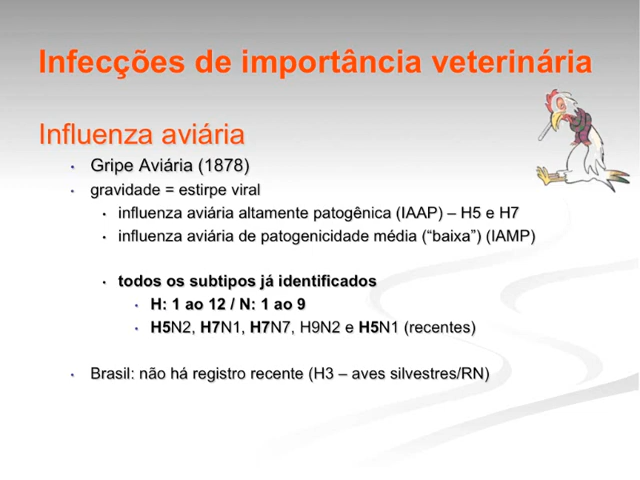 Infecções de importância veterinária
Influenza aviária
• Gripe Aviária (1878)
• gravidade = estirpe viral
• influenza aviária altamente patogênica (IAAP) – H5 e H7
• influenza aviária de patogenicidade média (“baixa”) (IAMP)
• todos os subtipos já identificados
• H: 1 ao 12 / N: 1 ao 9
• H5N2, H7N1, H7N7, H9N2 e H5N1 (recentes)
• Brasil: não há registro recente (H3 – aves silvestres/RN)